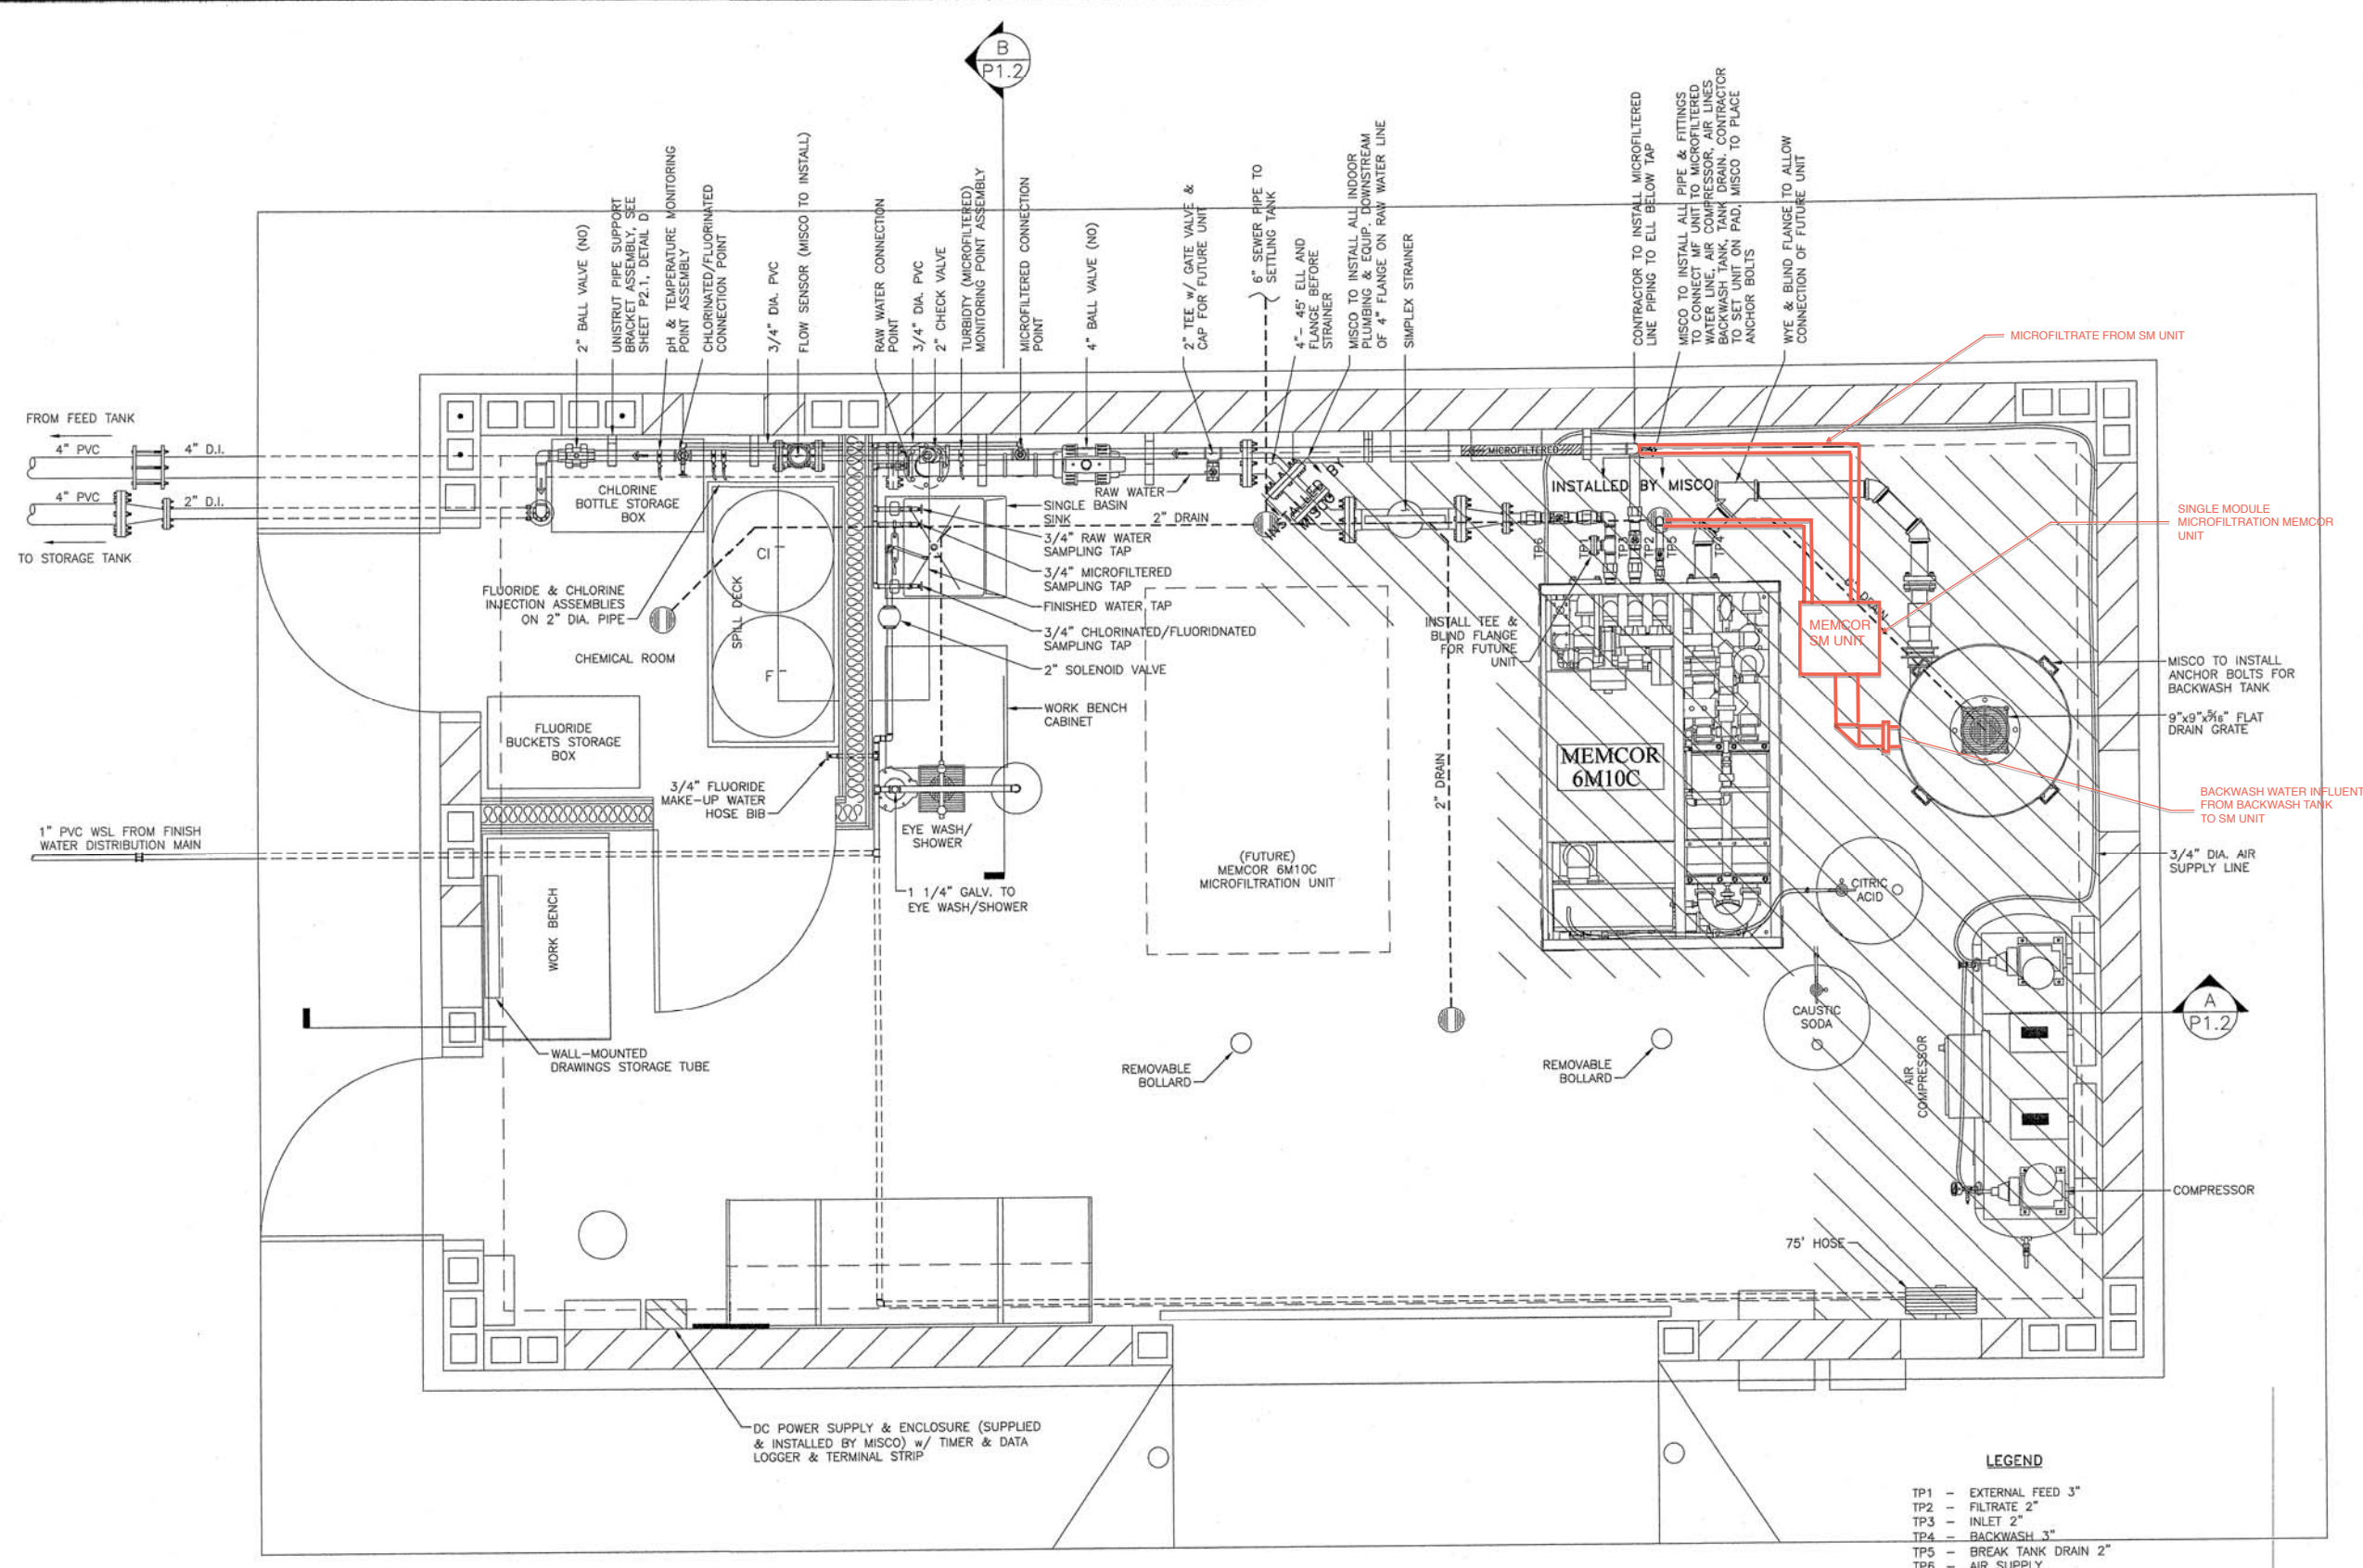 B
P1.2
2" BALL VALVE (NO)
UNISTRUT PIPE SUPPORT
BRACKET ASSEMBLY, SEE
SHEET P2.1, DETAIL D
pH & TEMPERATURE MONITORING
POINT ASSEMBLY
CHLORINATED/FLUORINATED
CONNECTION POINT
3/4" DIA. PVC
FLOW SENSOR (MISCO TO INSTALL)
RAW WATER CONNECTION
POINT
3/4" DIA. PVC
2" CHECK VALVE
TURBIDITY (MICROFILTERED)
MONITORING POINT ASSEMBLY
MICROFILTERED CONNECTION
POINT
4" BALL VALVE (NO)
2" TEE w/ GATE VALVE &
CAP FOR FUTURE UNIT
6" SEWER PIPE TO
SETTLING TANK
4"- 45° ELL AND
FLANGE BEFORE
STRAINER
MISCO TO INSTALL ALL INDOOR
PLUMBING & EQUIP. DOWNSTREAM
OF 4" FLANGE ON RAW WATER LINE
SIMPLEX STRAINER
CONTRACTOR TO INSTALL MICROFILTERED
LINE PIPING TO ELL BELOW TAP
MISCO TO INSTALL ALL PIPE & FITTINGS
TO CONNECT MF UNIT TO MICROFILTERED
WATER LINE, AIR COMPRESSOR, AIR LINES
BACKWASH TANK, TANK DRAIN. CONTRACTOR
TO SET UNIT ON PAD, MISCO TO PLACE
ANCHOR BOLTS
WYE & BLIND FLANGE TO ALLOW
CONNECTION OF FUTURE UNIT
MICROFILTRATE FROM SM UNIT
FROM FEED TANK
4" PVC
4" D.I.
4" PVC
2" D.I.
TO STORAGE TANK
CHLORINE
BOTTLE STORAGE
BOX
RAW WATER
SINGLE BASIN
SINK
2" DRAIN
3/4" RAW WATER
SAMPLING TAP
3/4" MICROFILTERED
SAMPLING TAP
FINISHED WATER TAP
3/4" CHLORINATED/FLUORIDNATED
SAMPLING TAP
2" SOLENOID VALVE
WORK BENCH
CABINET
MICROFILTERED
INSTALLED BY MISCO
INSTALLED BY
MISCO
TP6
TP1
TP3
TP2
TP5
TP4
SINGLE MODULE
MICROFILTRATION MEMCOR
UNIT
FLUORIDE & CHLORINE
INJECTION ASSEMBLIES
ON 2" DIA. PIPE
CHEMICAL ROOM
SPILL DECK
Cl
F
INSTALL TEE &
BLIND FLANGE
FOR FUTURE
UNIT
DRAIN
MEMCOR
SM UNIT
MISCO TO INSTALL
ANCHOR BOLTS FOR
BACKWASH TANK
9"x9"x5/16" FLAT
DRAIN GRATE
FLUORIDE
BUCKETS STORAGE
BOX
3/4" FLUORIDE
MAKE-UP WATER
HOSE BIB
EYE WASH/
SHOWER
2" DRAIN
MEMCOR
6M10C
BACKWASH WATER INFLUENT
FROM BACKWASH TANK
TO SM UNIT
1" PVC WSL FROM FINISH
WATER DISTRIBUTION MAIN
(FUTURE)
MEMCOR 6M10C
MICROFILTRATION UNIT
3/4" DIA. AIR
SUPPLY LINE
CITRIC
ACID
1 1/4" GALV. TO
EYE WASH/SHOWER
WORK BENCH
CAUSTIC
SODA
A
P1.2
WALL-MOUNTED
DRAWINGS STORAGE TUBE
REMOVABLE
BOLLARD
REMOVABLE
BOLLARD
AIR
COMPRESSOR
COMPRESSOR
75' HOSE
DC POWER SUPPLY & ENCLOSURE (SUPPLIED
& INSTALLED BY MISCO) w/ TIMER & DATA
LOGGER & TERMINAL STRIP
LEGEND
TP1 - EXTERNAL FEED 3"
TP2 - FILTRATE 2"
TP3 - INLET 2"
TP4 - BACKWASH 3"
TP5 - BREAK TANK DRAIN 2"
TP6 - AIR SUPPLY